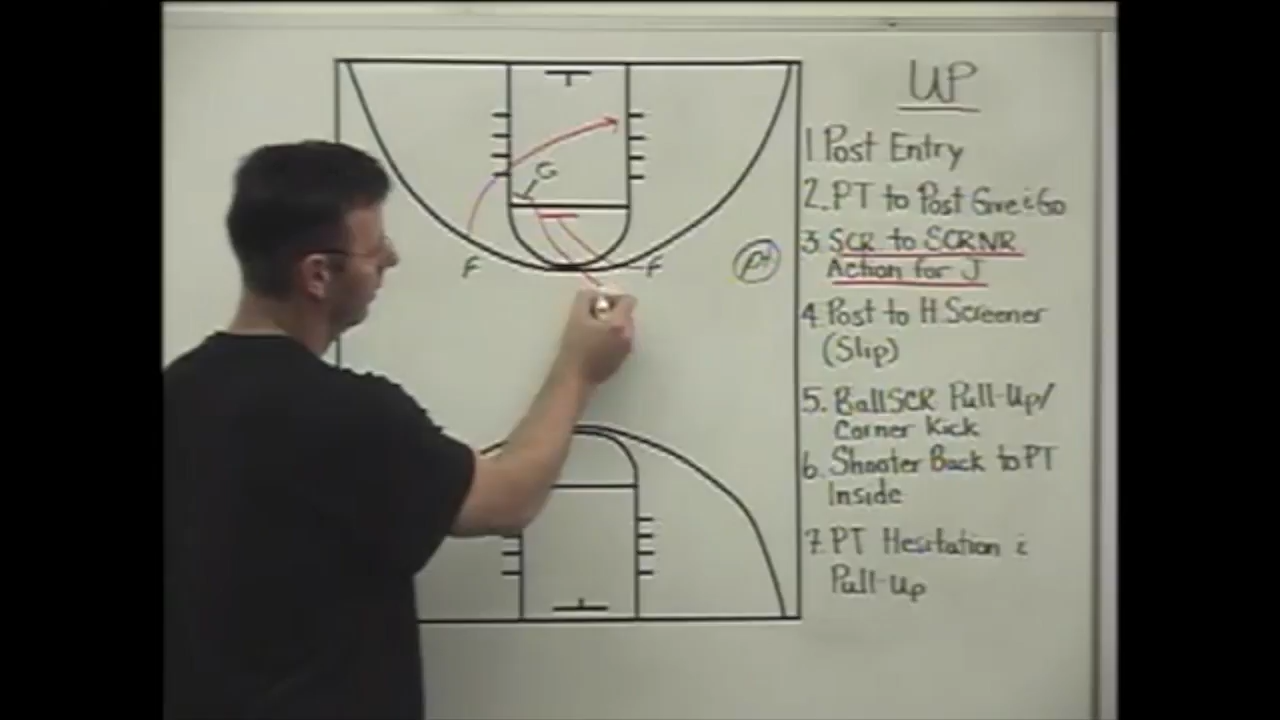 UP
1 Post Entry
2. PT to Post Give & Go
3 SCR to SCRNR
Action for J
4 Post to H. Screener
(Slip)
5. Ball SCR Pull-Up/
Corner Kick
6. Shooter Back to PT
Inside
7. PT Hesitation &
Pull-Up
G
F
F
Pt